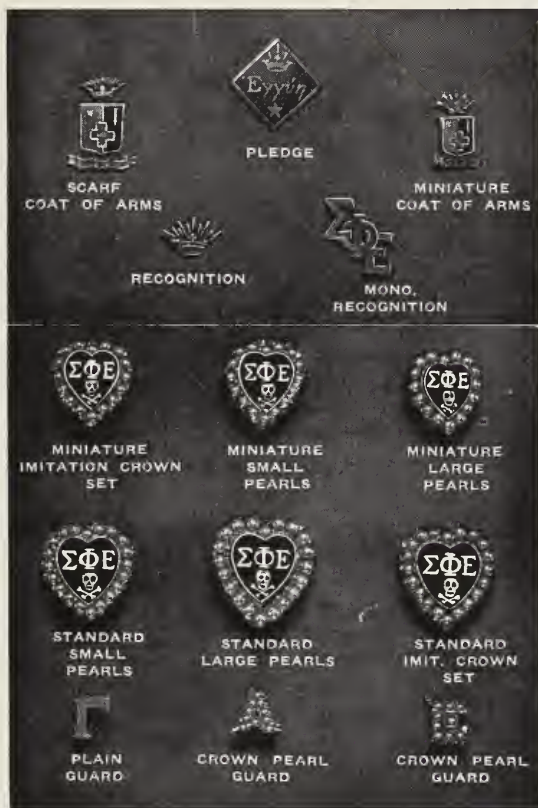 Εγγύη
PLEDGE
SCARF
COAT OF ARMS
MINIATURE
COAT OF ARMS
RECOGNITION
ΣΦΕ
MONO.
RECOGNITION
ΣΦΕ
MINIATURE
IMITATION CROWN
SET
ΣΦΕ
MINIATURE
SMALL
PEARLS
ΣΦΕ
MINIATURE
LARGE
PEARLS
ΣΦΕ
STANDARD
SMALL
PEARLS
ΣΦΕ
STANDARD
LARGE PEARLS
ΣΦΕ
STANDARD
IMIT. CROWN
SET
Γ
PLAIN
GUARD
Α
CROWN PEARL
GUARD
CROWN PEARL
GUARD